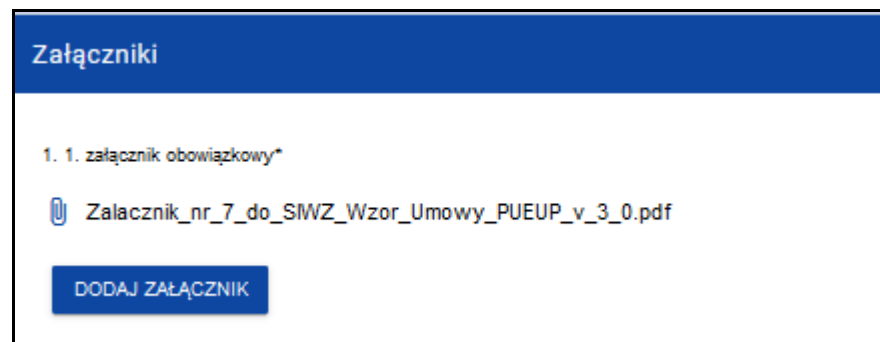 Załączniki
1. 1. załącznik obowiązkowy*
Zalacznik_nr_7_do_SIWZ_Wzor_Umowy_PUEUP_v_3_0.pdf
DODAJ ZAŁĄCZNIK